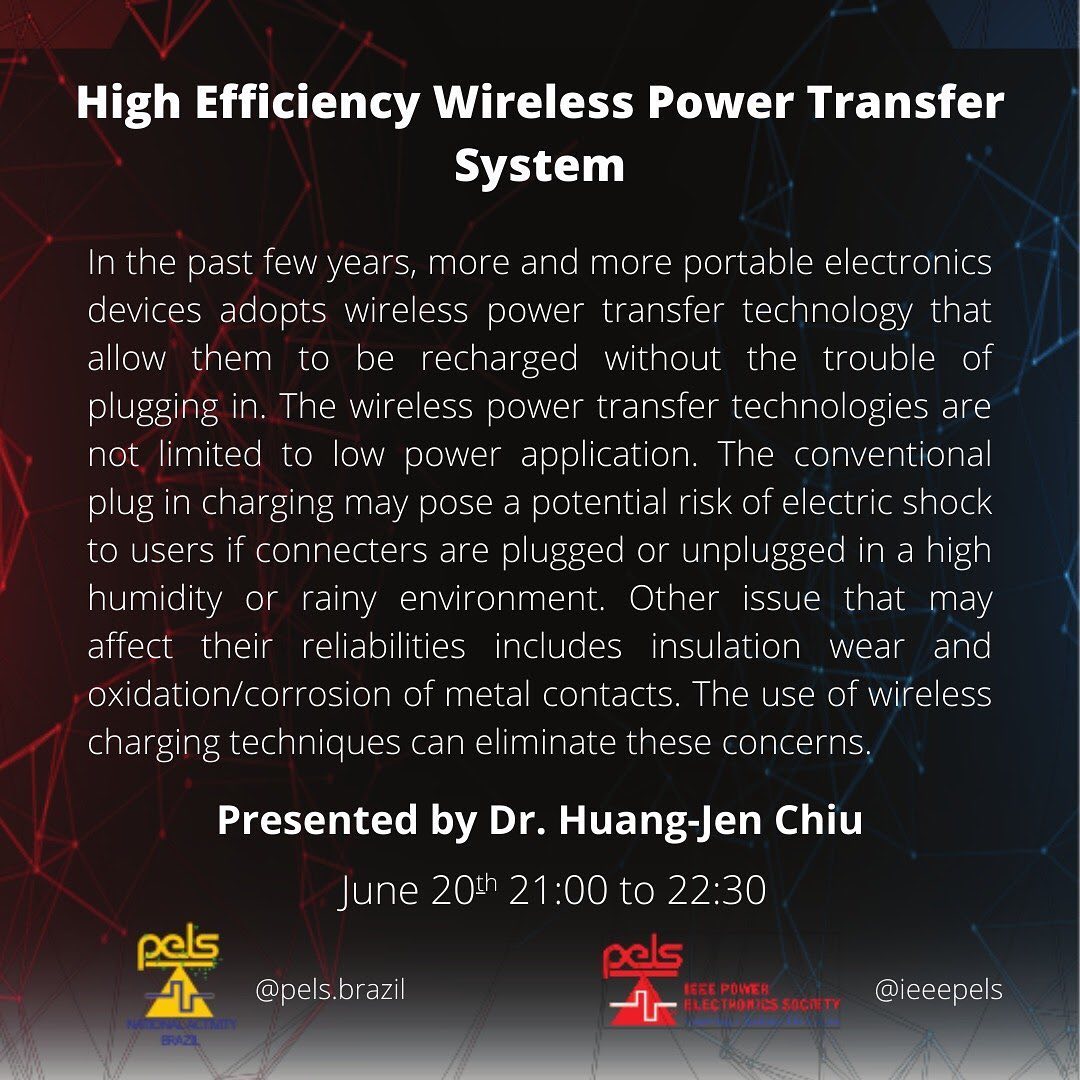 High Efficiency Wireless Power Transfer
System
In the past few years, more and more portable electronics
devices adopts wireless power transfer technology that
allow them to be recharged without the trouble of
plugging in. The wireless power transfer technologies are
not limited to low power application. The conventional
plug in charging may pose a potential risk of electric shock
to users if connecters are plugged or unplugged in a high
humidity or rainy environment. Other issue that may
affect their reliabilities includes insulation wear and
oxidation/corrosion of metal contacts. The use of wireless
charging techniques can eliminate these concerns.
Presented by Dr. Huang-Jen Chiu
June 20th 21:00 to 22:30
pels
NATIONAL ACTIVITY
BRAZIL
@pels.brazil
pels
IEEE POWER
ELECTRONICS SOCIETY
@ieeepels